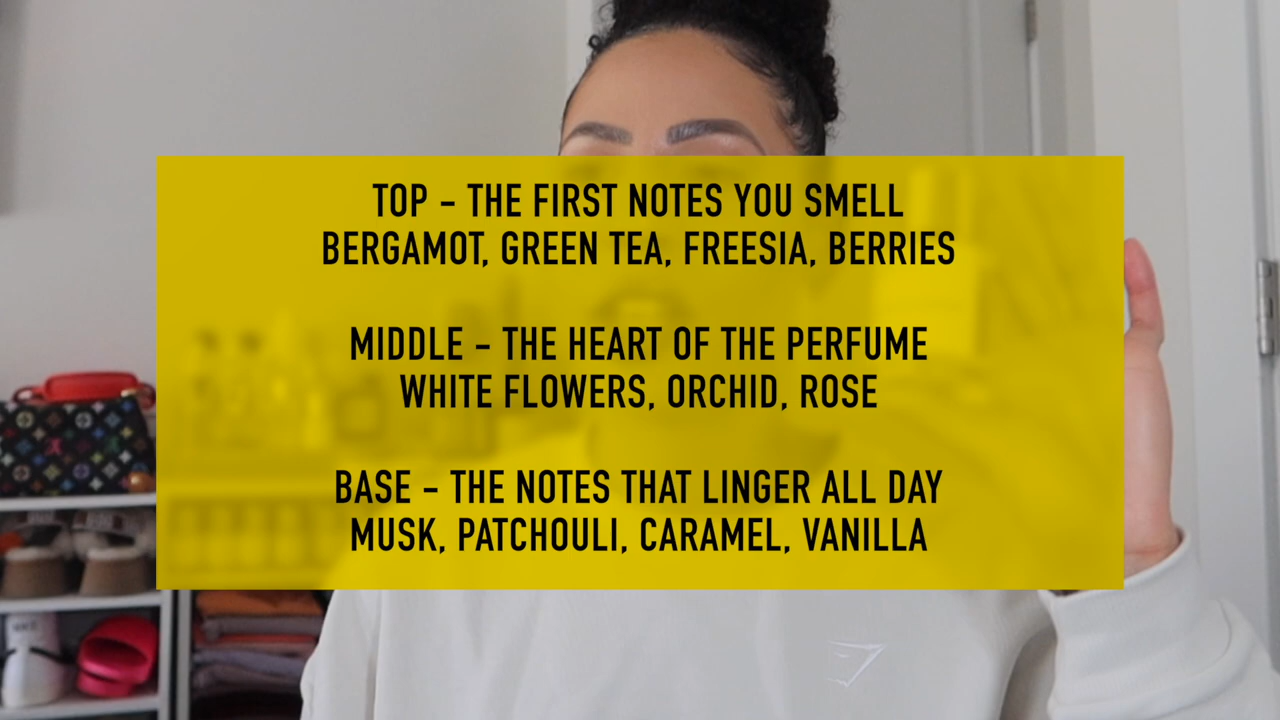 TOP - THE FIRST NOTES YOU SMELL
BERGAMOT, GREEN TEA, FREESIA, BERRIES
MIDDLE - THE HEART OF THE PERFUME
WHITE FLOWERS, ORCHID, ROSE
BASE - THE NOTES THAT LINGER ALL DAY
MUSK, PATCHOULI, CARAMEL, VANILLA